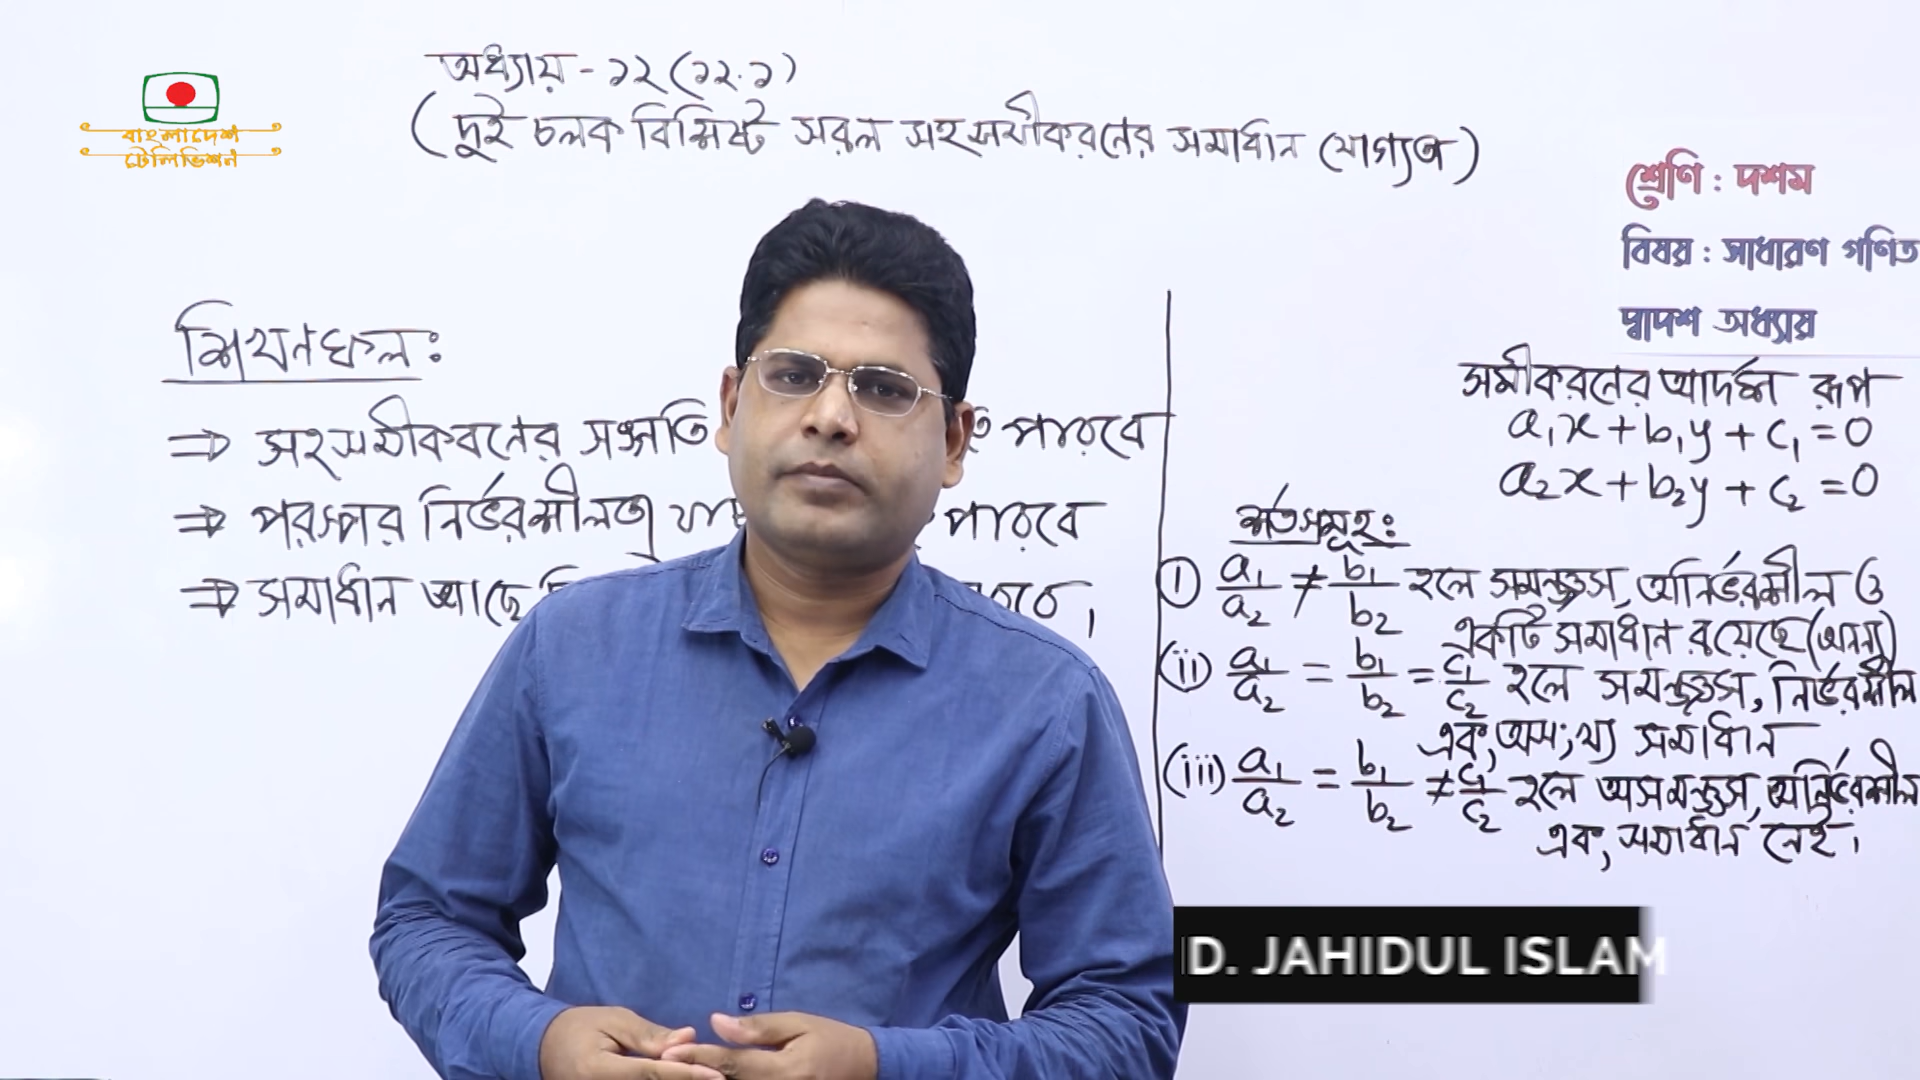 বাংলাদেশ
টেলিভিশন
অধ্যায় - ১২ (১২.১)
(দুই চলক বিশিষ্ট সরল সহসমীকরনের সমাধান যোগ্যতা)
শ্রেণি : দশম
বিষয় : সাধারণ গণিত
দ্বাদশ অধ্যায়
শিখনফল:
⇒ সহসমীকরনের সঙ্গতি পারবে
⇒ পরস্পর নির্ভরশীলতা পারবে
⇒ সমাধান আছে
সমীকরনের আদর্শ রূপ
a₁x + b₁y + c₁ = 0
a₂x + b₂y + c₂ = 0
শর্তসমূহ:
(i) a₁/a₂ ≠ b₁/b₂ হলে সমঞ্জস, অনির্ভরশীল ও
একটি সমাধান রয়েছে (অনন্য)
(ii) a₁/a₂ = b₁/b₂ = c₁/c₂ হলে সমঞ্জস, নির্ভরশীল
এবং অসংখ্য সমাধান
(iii) a₁/a₂ = b₁/b₂ ≠ c₁/c₂ হলে অসমঞ্জস, অনির্ভরশীল
এবং সমাধান নেই।
D. JAHIDUL ISLAM